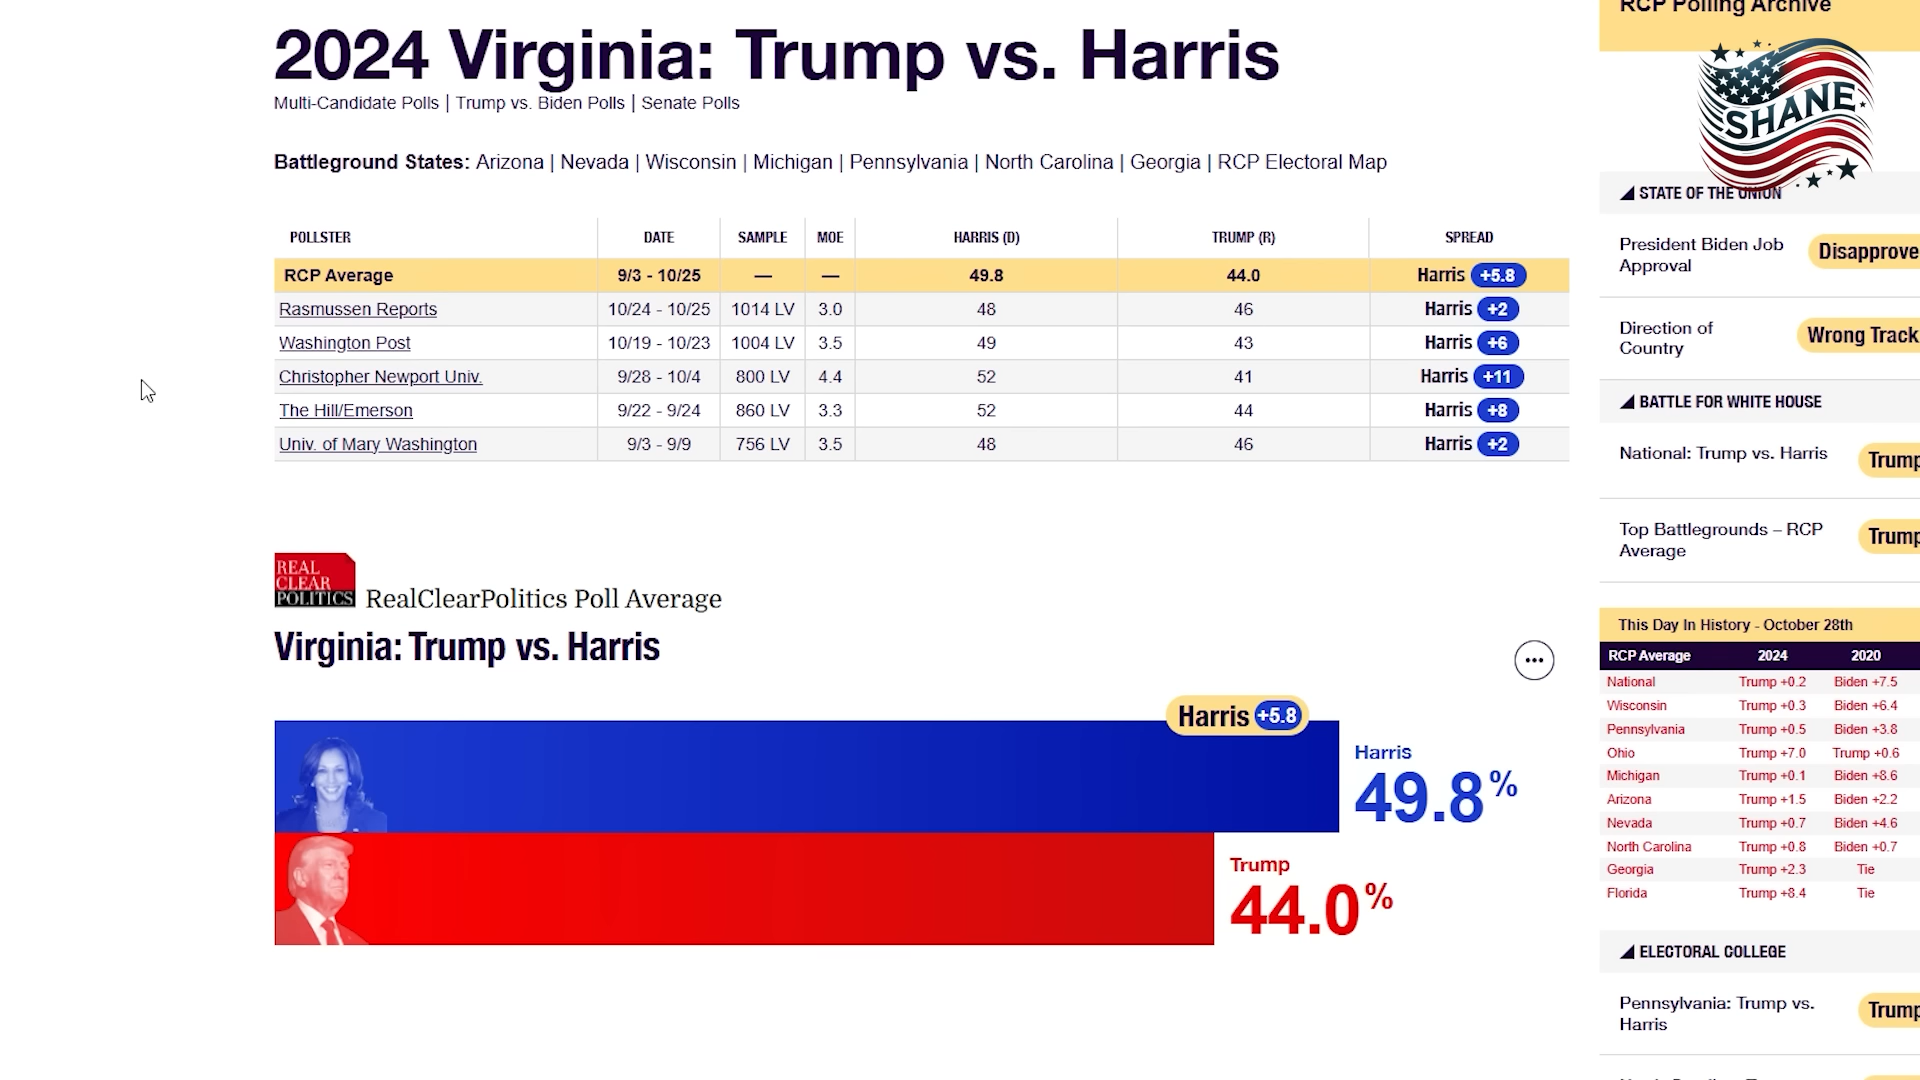 2024 Virginia: Trump vs. Harris
Multi-Candidate Polls | Trump vs. Biden Polls | Senate Polls
Battleground States: Arizona | Nevada | Wisconsin | Michigan | Pennsylvania | North Carolina | Georgia | RCP Electoral Map
POLLSTER DATE SAMPLE MOE HARRIS (D) TRUMP (R) SPREAD
RCP Average 9/3 - 10/25 — — 49.8 44.0 Harris +5.8
Rasmussen Reports 10/24 - 10/25 1014 LV 3.0 48 46 Harris +2
Washington Post 10/19 - 10/23 1004 LV 3.5 49 43 Harris +6
Christopher Newport Univ. 9/28 - 10/4 800 LV 4.4 52 41 Harris +11
The Hill/Emerson 9/22 - 9/24 860 LV 3.3 52 44 Harris +8
Univ. of Mary Washington 9/3 - 9/9 756 LV 3.5 48 46 Harris +2
REAL
CLEAR
POLITICS
RealClearPolitics Poll Average
Virginia: Trump vs. Harris
Harris +5.8
Harris
49.8%
Trump
44.0%
RCP Polling Archive
SHANE
STATE OF THE UNION
President Biden Job
Approval
Disapprove
Direction of
Country
Wrong Track
BATTLE FOR WHITE HOUSE
National: Trump vs. Harris
Trump
Top Battlegrounds – RCP
Average
Trump
This Day In History - October 28th
RCP Average 2024 2020
National Trump +0.2 Biden +7.5
Wisconsin Trump +0.3 Biden +6.4
Pennsylvania Trump +0.5 Biden +3.8
Ohio Trump +7.0 Trump +0.6
Michigan Trump +0.1 Biden +8.6
Arizona Trump +1.5 Biden +2.2
Nevada Trump +0.7 Biden +4.6
North Carolina Trump +0.8 Biden +0.7
Georgia Trump +2.3 Tie
Florida Trump +8.4 Tie
ELECTORAL COLLEGE
Pennsylvania: Trump vs.
Harris
Trump